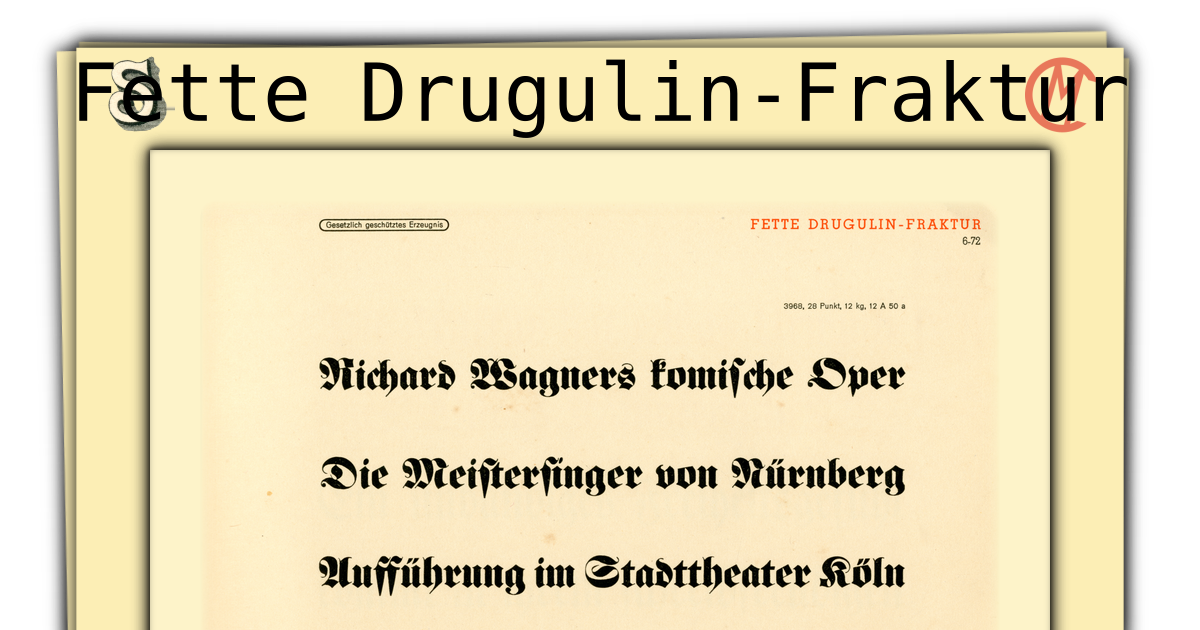 Fette Drugulin-Fraktur
Gesetzlich geschütztes Erzeugnis
FETTE DRUGULIN-FRAKTUR
6-72
3968, 28 Punkt, 12 kg, 12 A 50 a
Richard Wagners komiſche Oper
Die Meiſterſinger von Nürnberg
Aufführung im Stadttheater Köln